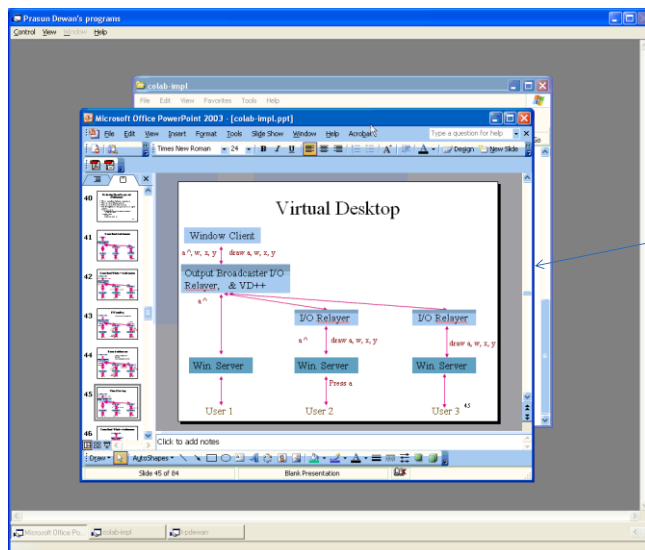 Prasun Dewan's programs
Control View Window Help
colab-impl
File Edit View Favorites Tools Help
Microsoft Office PowerPoint 2003 - [colab-impl.ppt]
File Edit View Insert Format Tools Slide Show Window Help Acrobat Type a question for help
Times New Roman 24 B I U A A Design New Slide
40
41
42
43
44
45
46
Virtual Desktop
Window Client
a ^, w, x, y draw a, w, x, y
Output Broadcaster I/O
Relayer, & VD++
a ^
I/O Relayer I/O Relayer
a ^ draw a, w, x, y draw a, w, x, y
Win. Server Win. Server Win. Server
Press a
User 1 User 2 User 3 45
Click to add notes
Draw AutoShapes
Slide 45 of 84 Blank Presentation
Microsoft Office Po... colab-impl